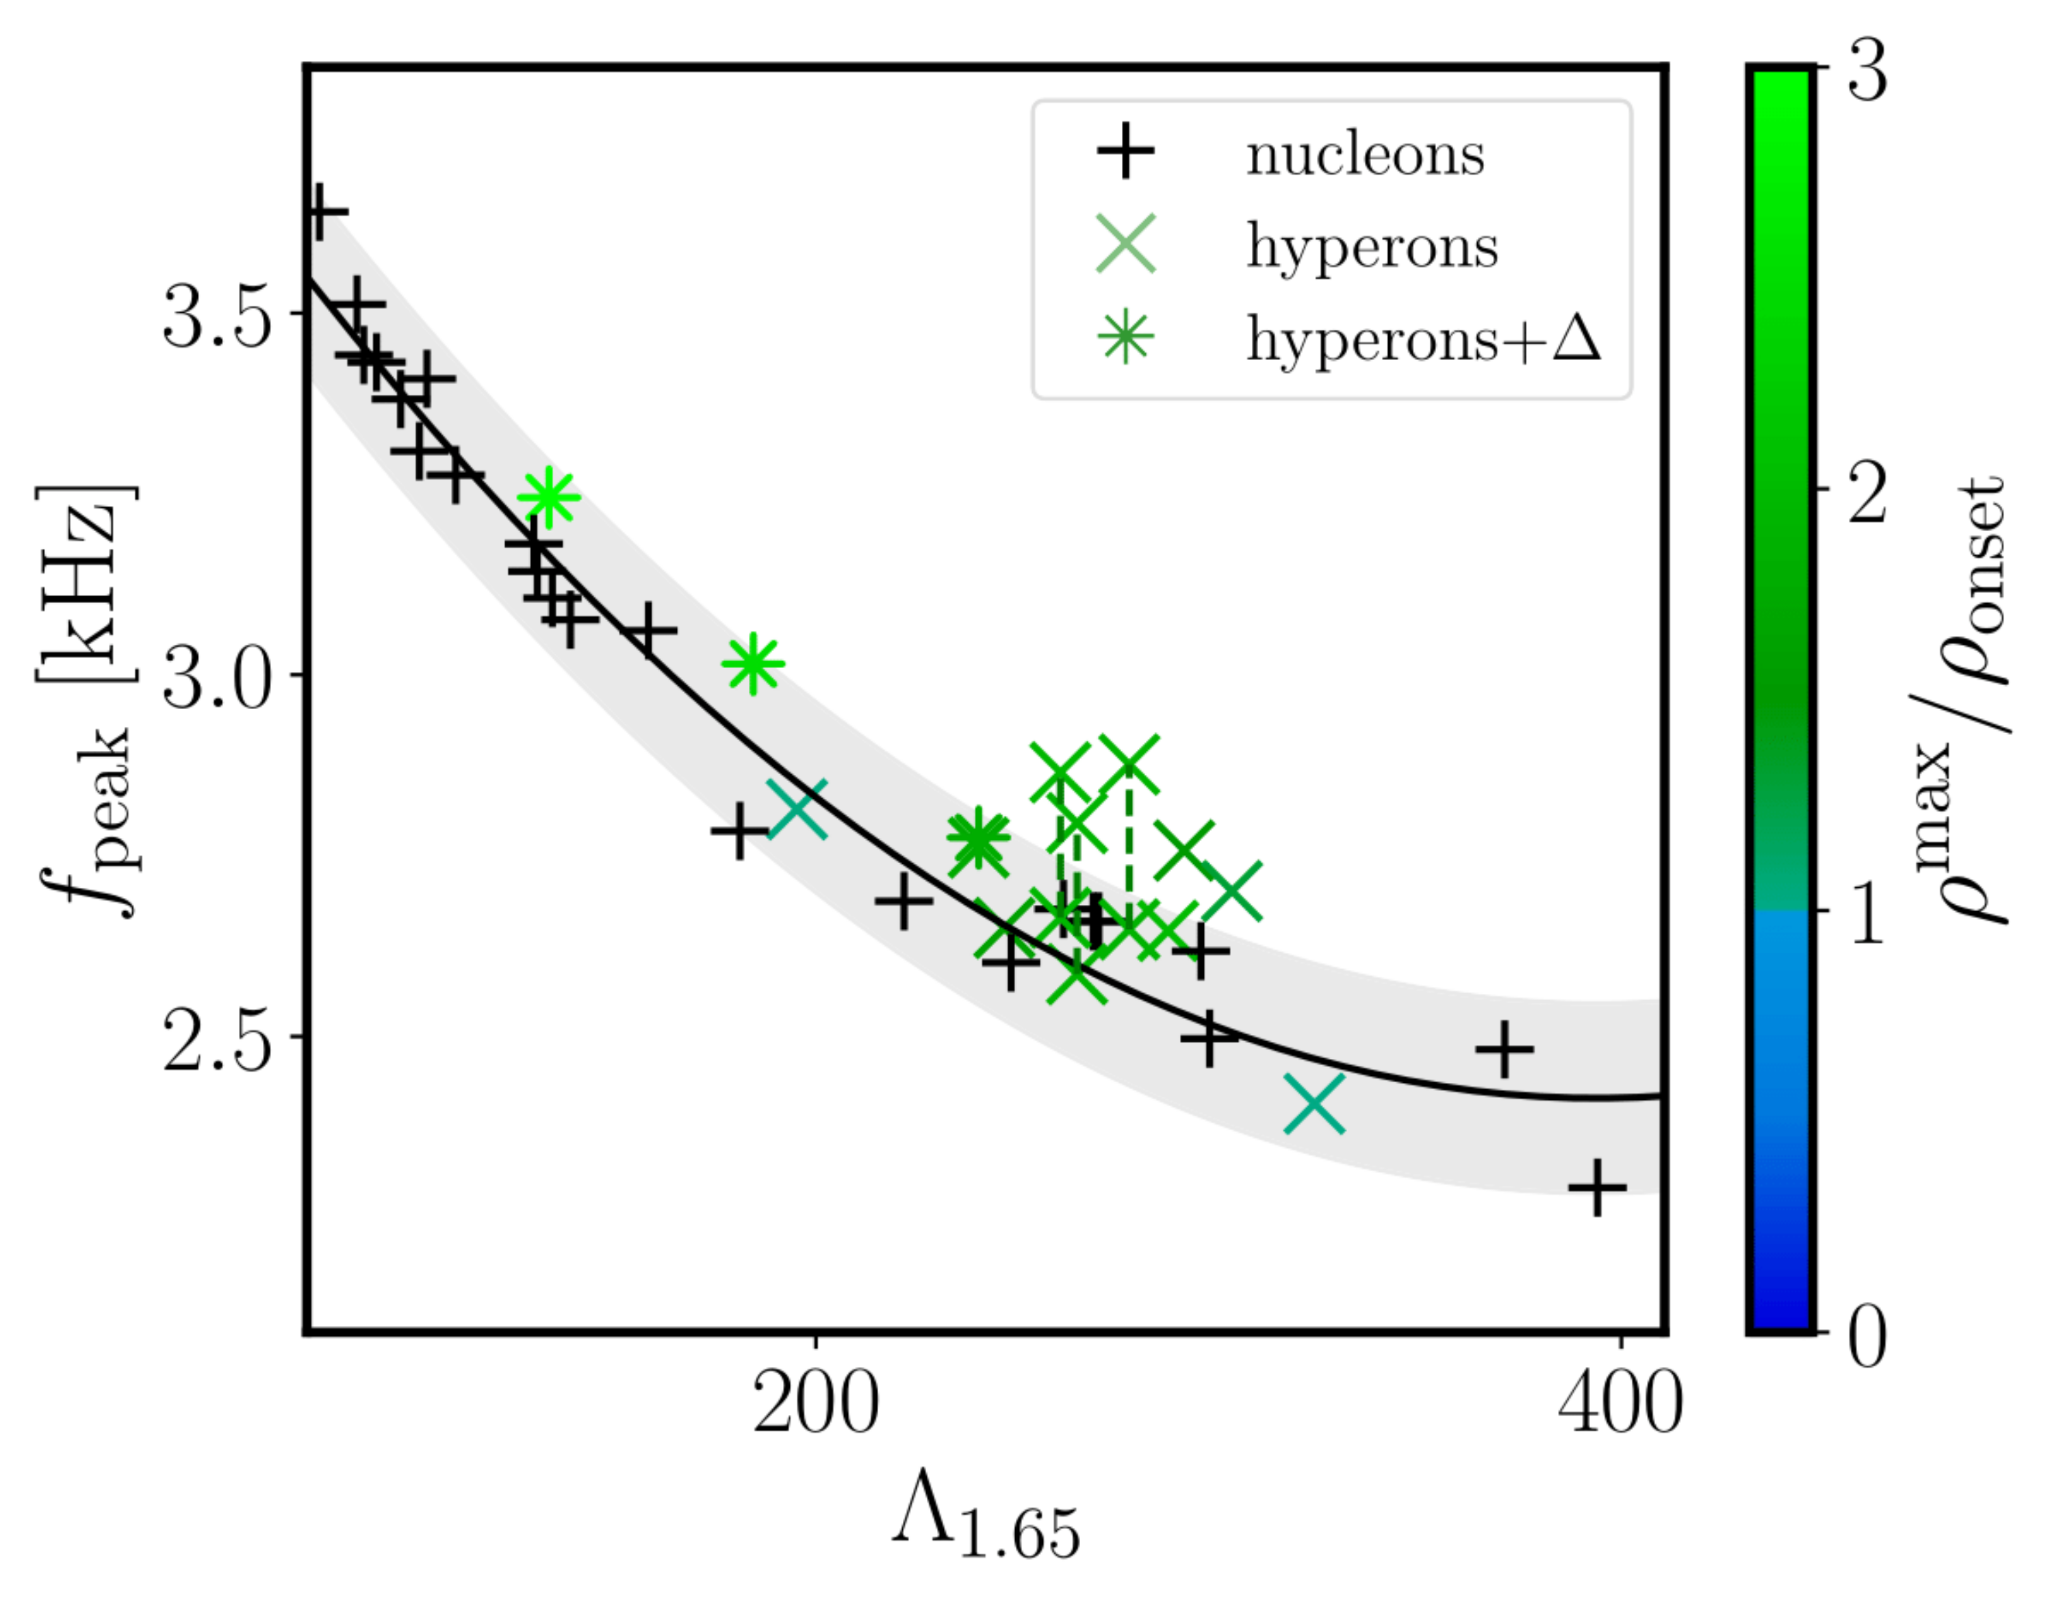 nucleons
hyperons
hyperons+Δ
3.5
3.0
2.5
f_peak [kHz]
200
400
Λ_1.65
3
2
1
0
ρ^max/ρ_onset